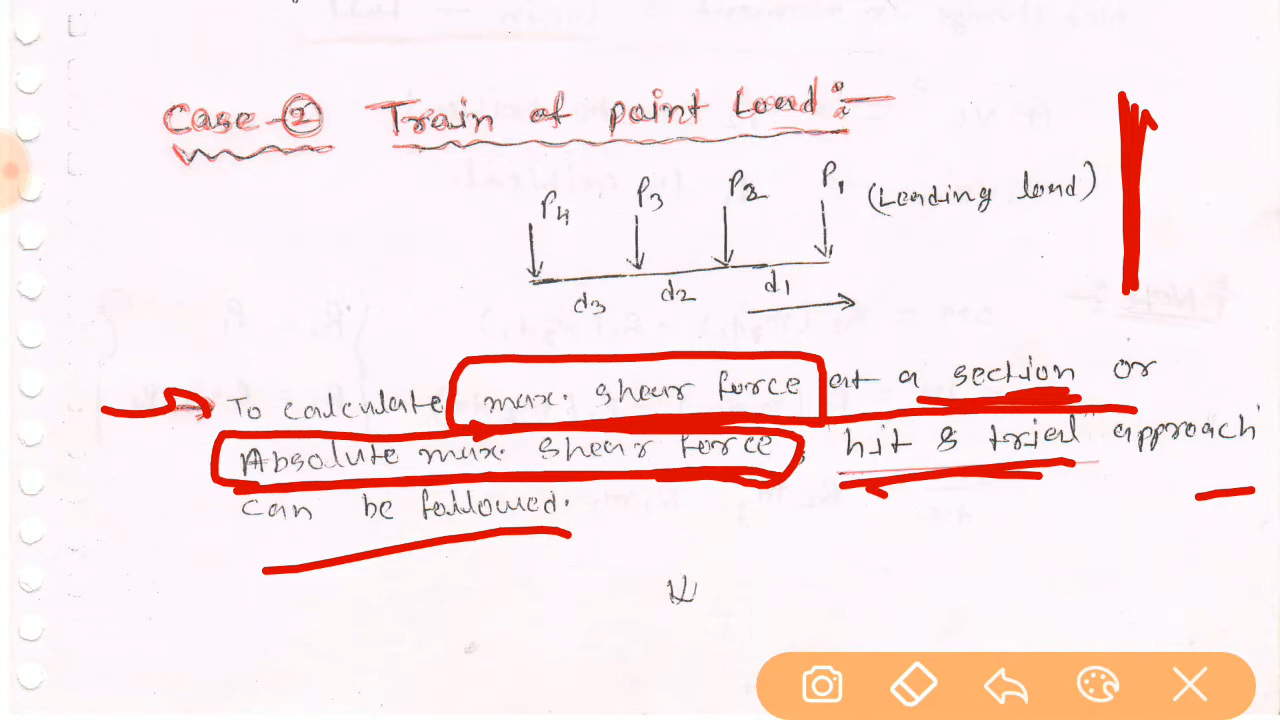 Case-② Train of point Load:-
P4 P3 P2 P1 (Leading load)
d3 d2 d1
To calculate max. shear force at a section or
Absolute max. shear force, "hit & trial" approach
can be followed.